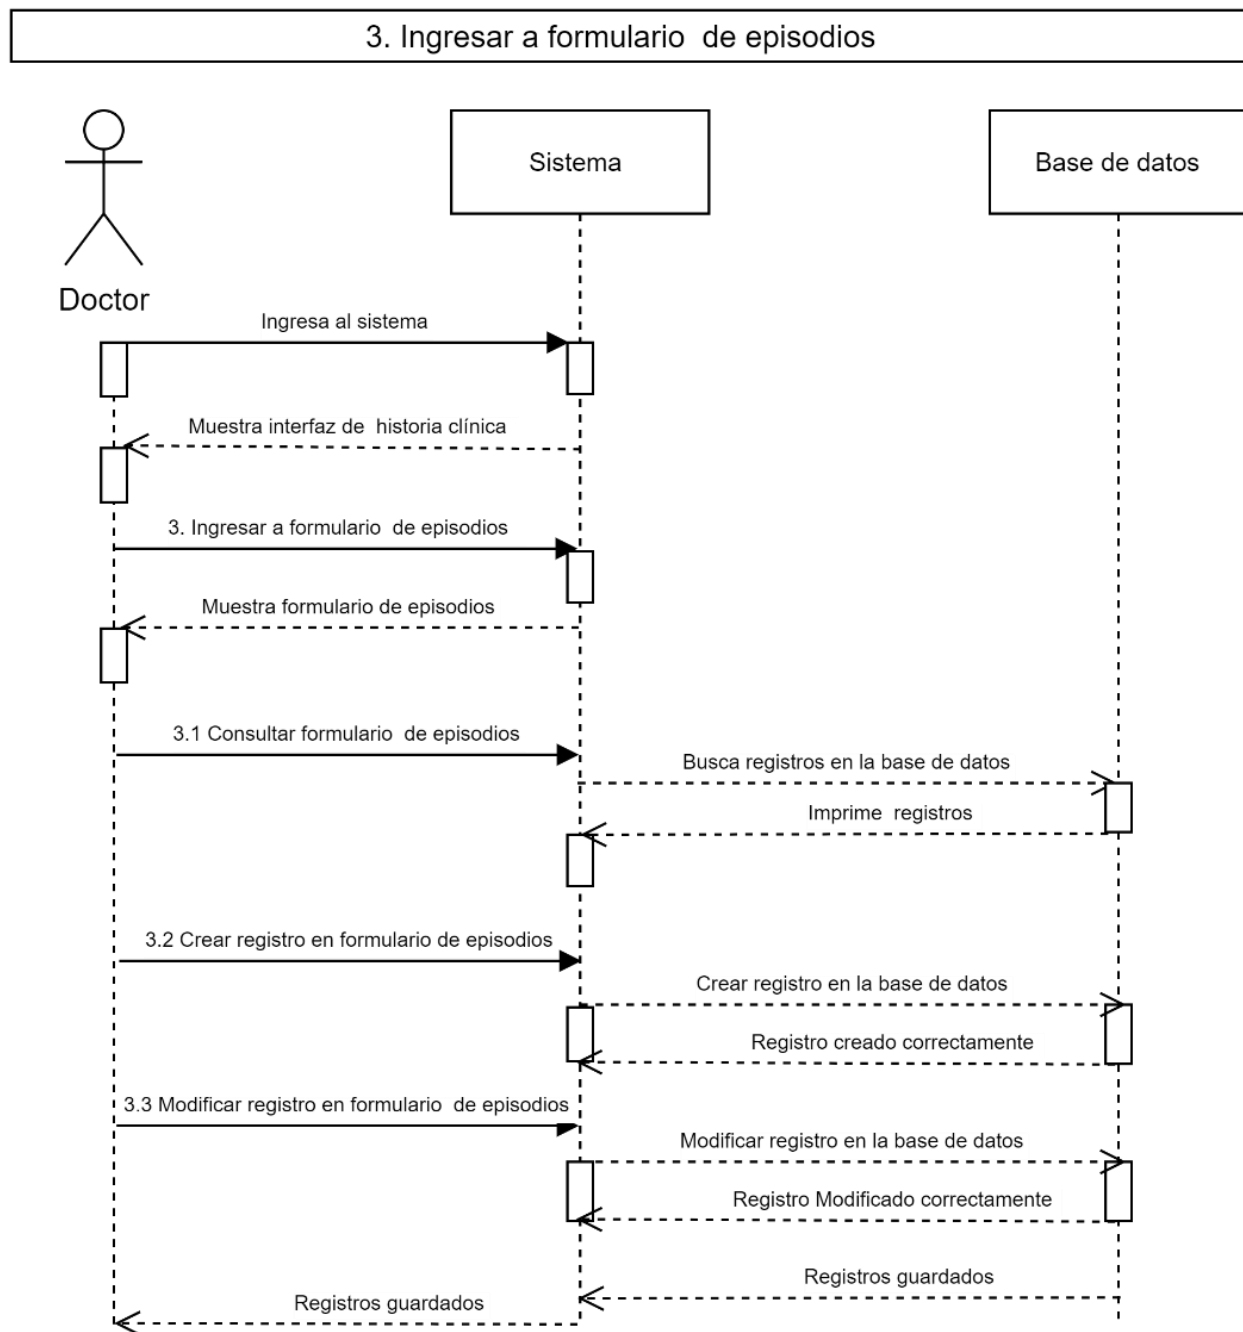 3. Ingresar a formulario  de episodios
Sistema
Base de datos
Doctor
Ingresa al sistema
Muestra interfaz de  historia clínica
3. Ingresar a formulario  de episodios
Muestra formulario de episodios
3.1 Consultar formulario  de episodios
Busca registros en la base de datos
Imprime  registros
3.2 Crear registro en formulario de episodios
Crear registro en la base de datos
Registro creado correctamente
3.3 Modificar registro en formulario  de episodios
Modificar registro en la base de datos
Registro Modificado correctamente
Registros guardados
Registros guardados